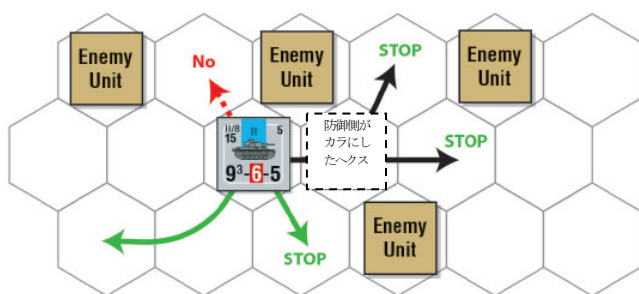 Enemy
Unit
Enemy
Unit
Enemy
Unit
No
STOP
II/8
15
II
5
9³-6-5
防御側が
カラにし
たヘクス
STOP
STOP
Enemy
Unit